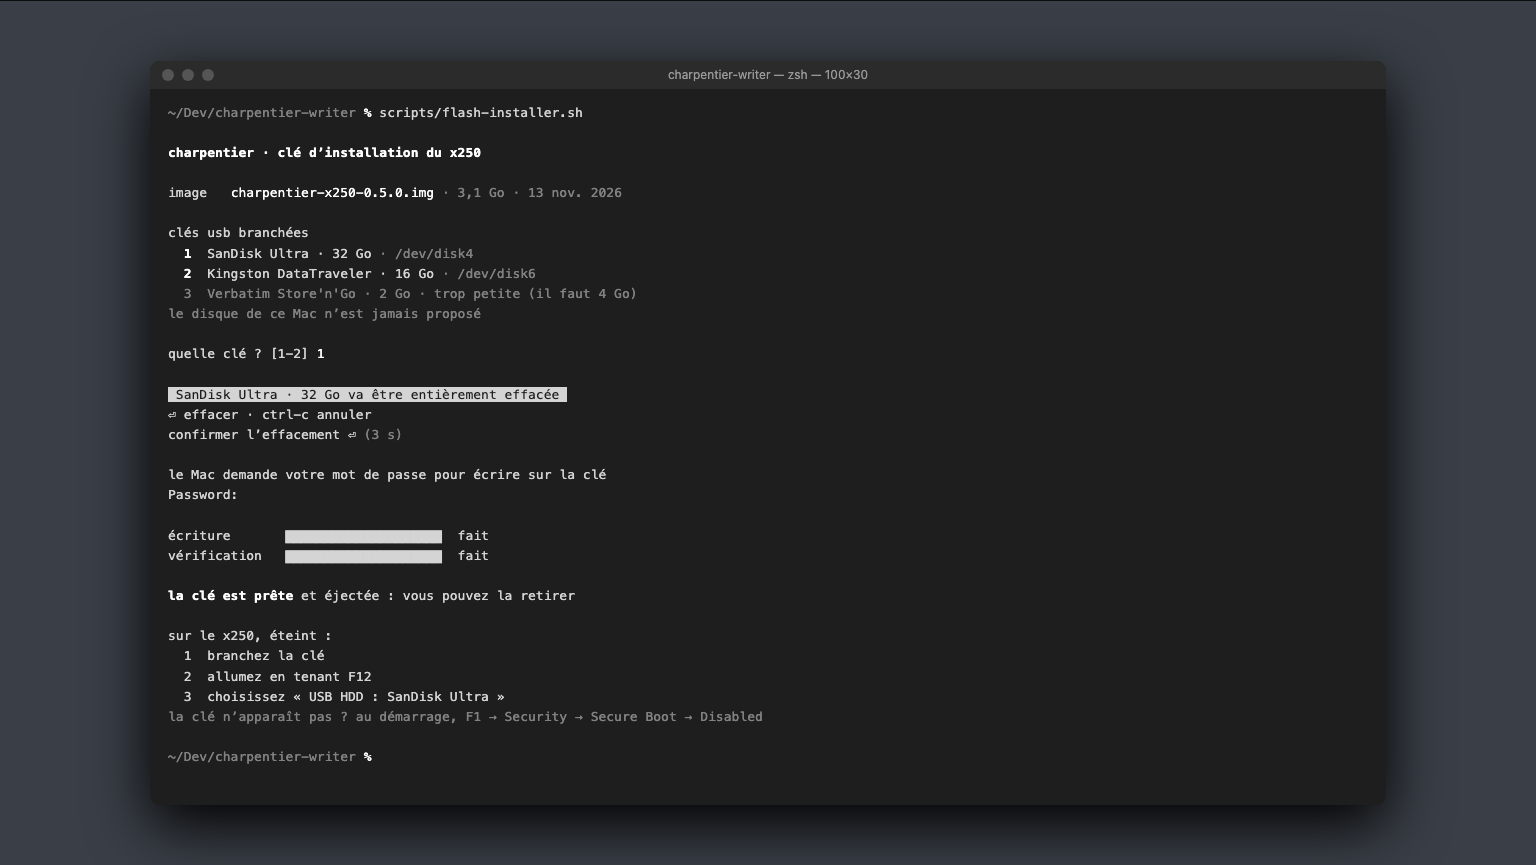 charpentier-writer — zsh — 100×30
~/Dev/charpentier-writer % scripts/flash-installer.sh
charpentier · clé d’installation du x250
image charpentier-x250-0.5.0.img · 3,1 Go · 13 nov. 2026
clés usb branchées
1 SanDisk Ultra · 32 Go · /dev/disk4
2 Kingston DataTraveler · 16 Go · /dev/disk6
3 Verbatim Store'n'Go · 2 Go · trop petite (il faut 4 Go)
le disque de ce Mac n’est jamais proposé
quelle clé ? [1-2] 1
SanDisk Ultra · 32 Go va être entièrement effacée
⏎ effacer · ctrl-c annuler
confirmer l’effacement ⏎ (3 s)
le Mac demande votre mot de passe pour écrire sur la clé
Password:
écriture fait
vérification fait
la clé est prête et éjectée : vous pouvez la retirer
sur le x250, éteint :
1 branchez la clé
2 allumez en tenant F12
3 choisissez « USB HDD : SanDisk Ultra »
la clé n’apparaît pas ? au démarrage, F1 → Security → Secure Boot → Disabled
~/Dev/charpentier-writer %